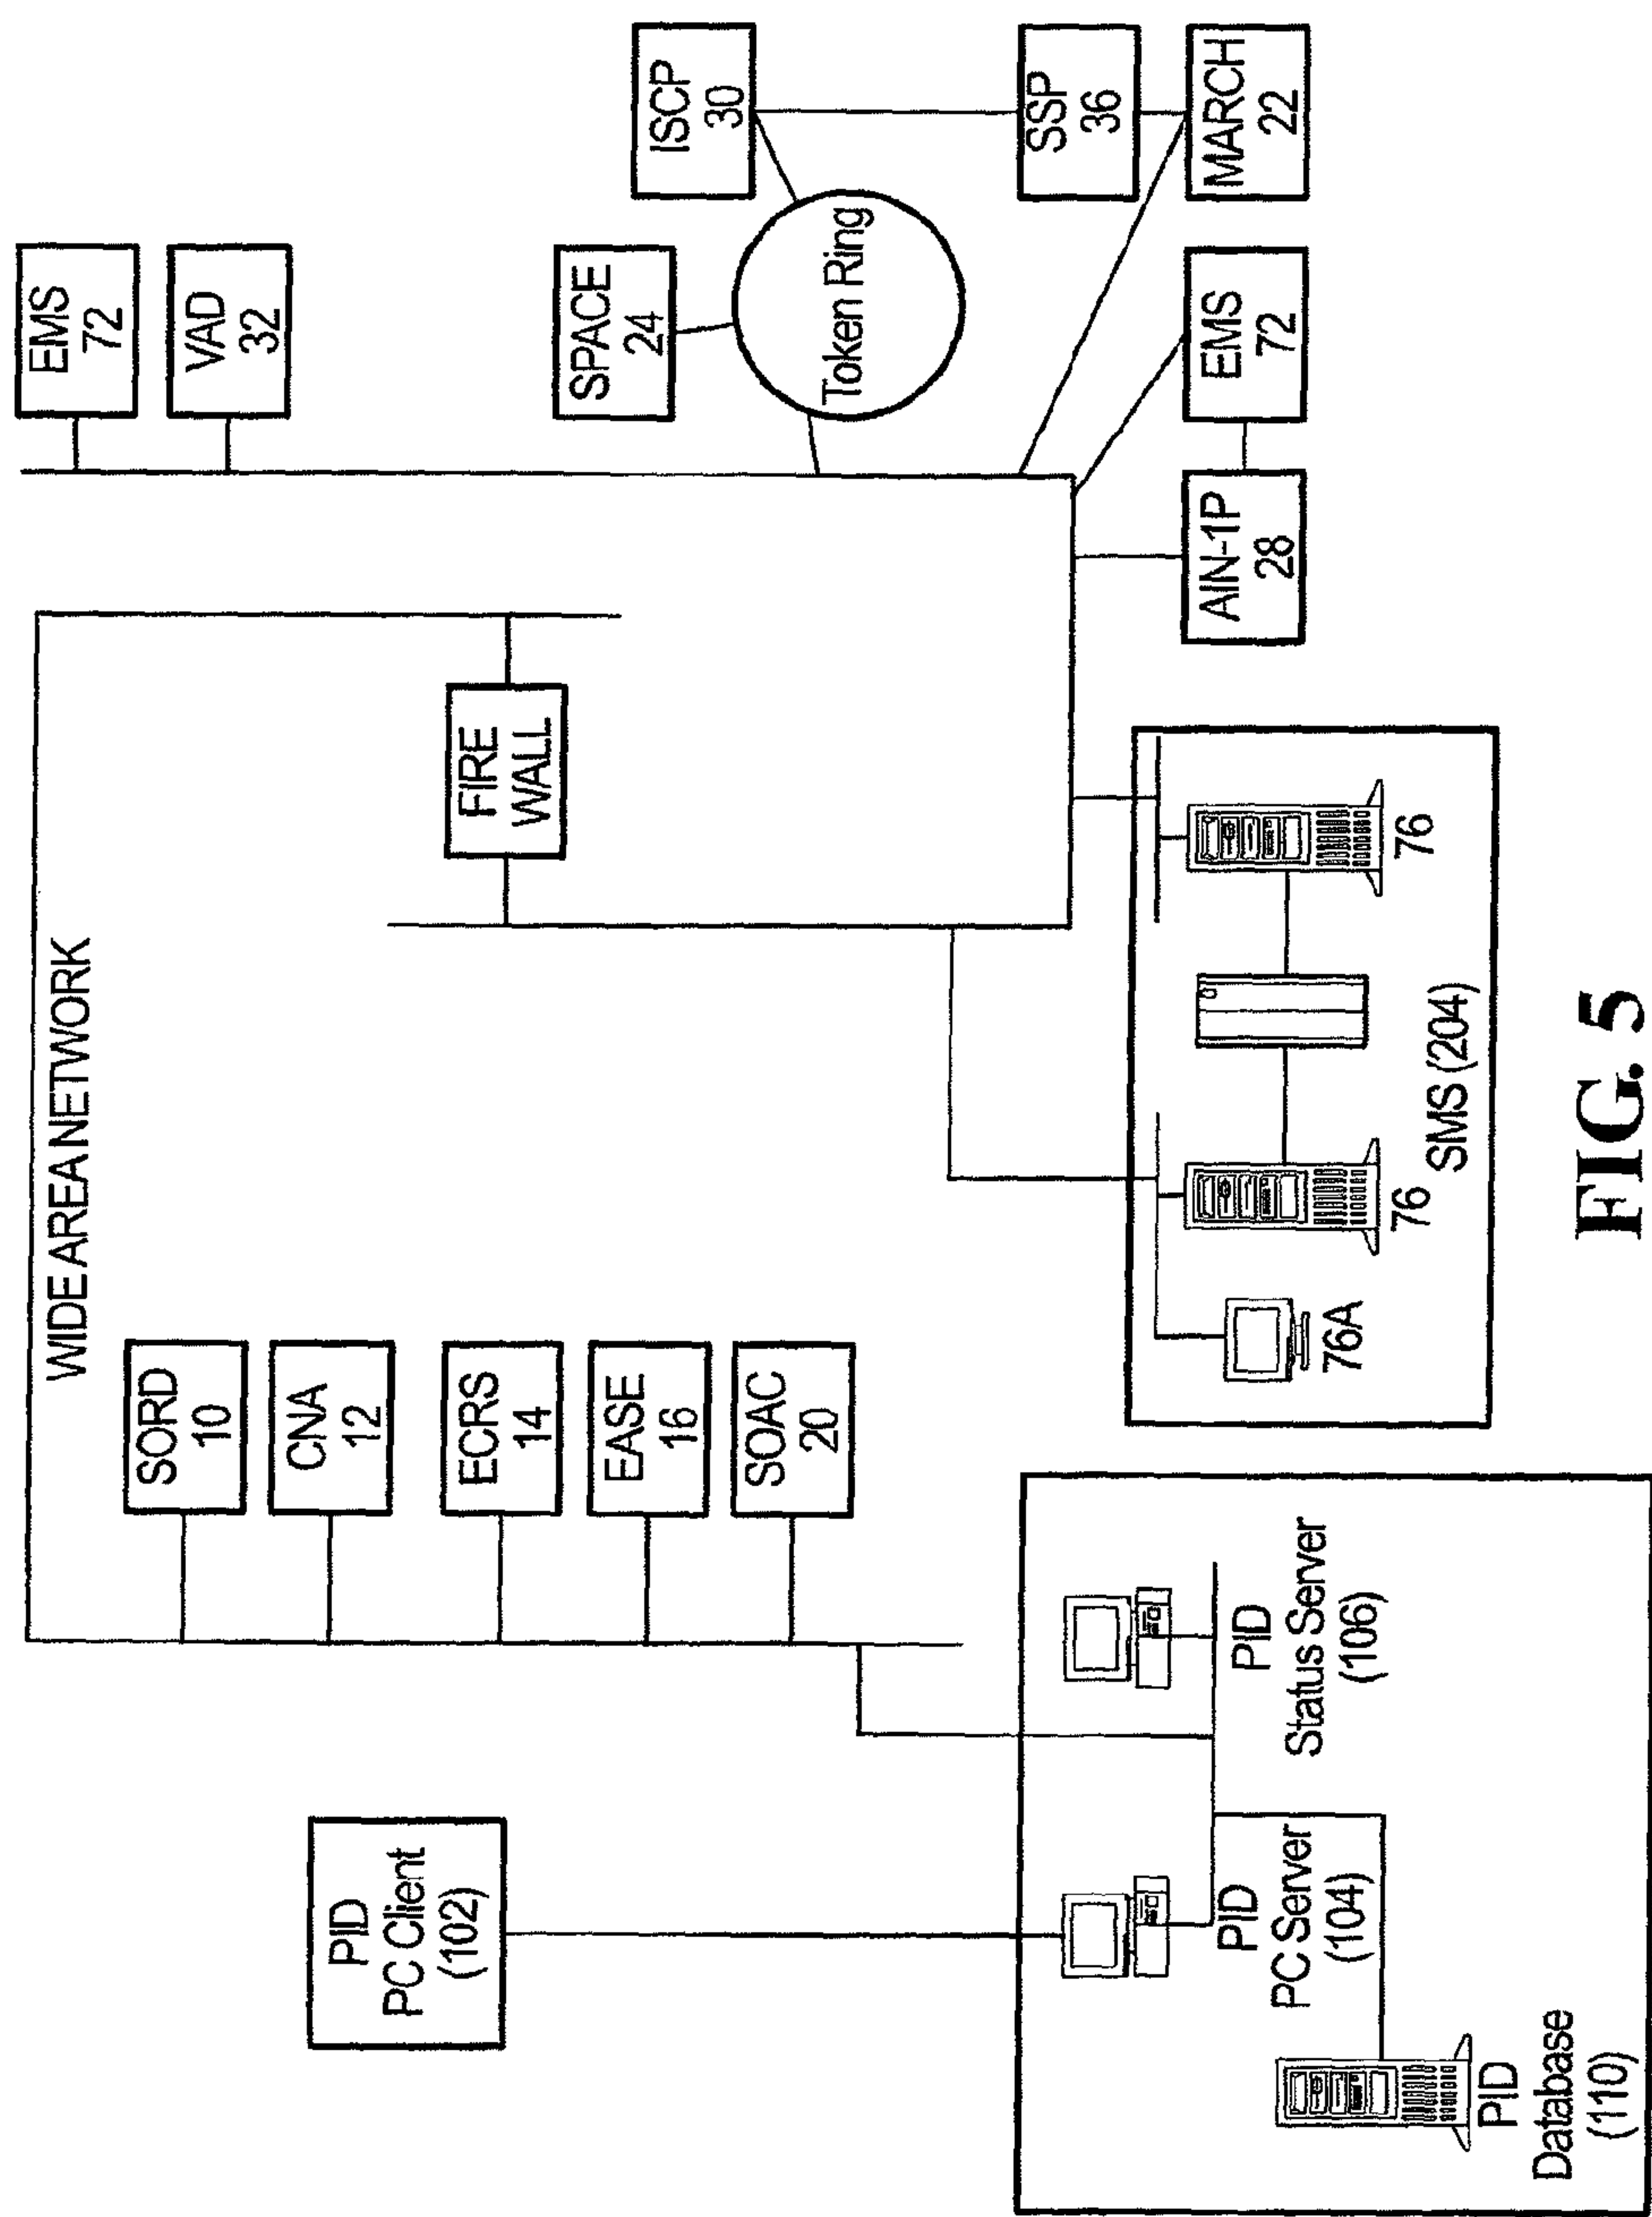 WIDE AREA NETWORK
SORD
10
CNA
12
ECRS
14
EASE
16
SOAC
20
PID
PC Client
(102)
FIRE
WALL
EMS
72
VAD
32
SPACE
24
Token Ring
ISCP
30
SSP
36
MARCH
22
EMS
72
AIN-1P
28
PID
Status Server
(106)
PID
PC Server
(104)
PID
Database
(110)
76A
76
76
SMS (204)
FIG. 5